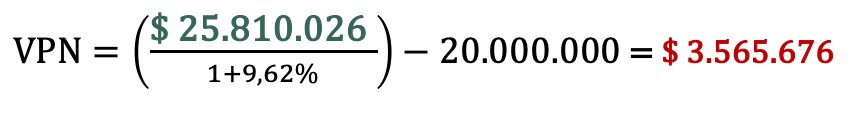 VPN = ($ 25.810.026 / 1+9,62%) − 20.000.000 = $ 3.565.676